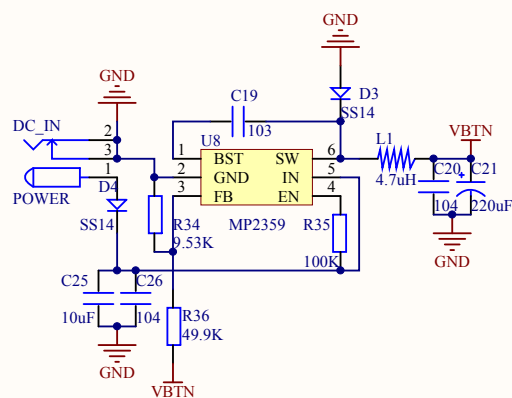 GND
GND
C19
D3
SS14
103
DC_IN
2
3
1
POWER
D4
SS14
U8
1
2
3
BST
GND
FB
SW
IN
EN
6
5
4
MP2359
L1
4.7uH
VBTN
C20
104
C21
220uF
GND
R34
9.53K
R35
100K
C25
10uF
C26
104
R36
49.9K
GND
VBTN